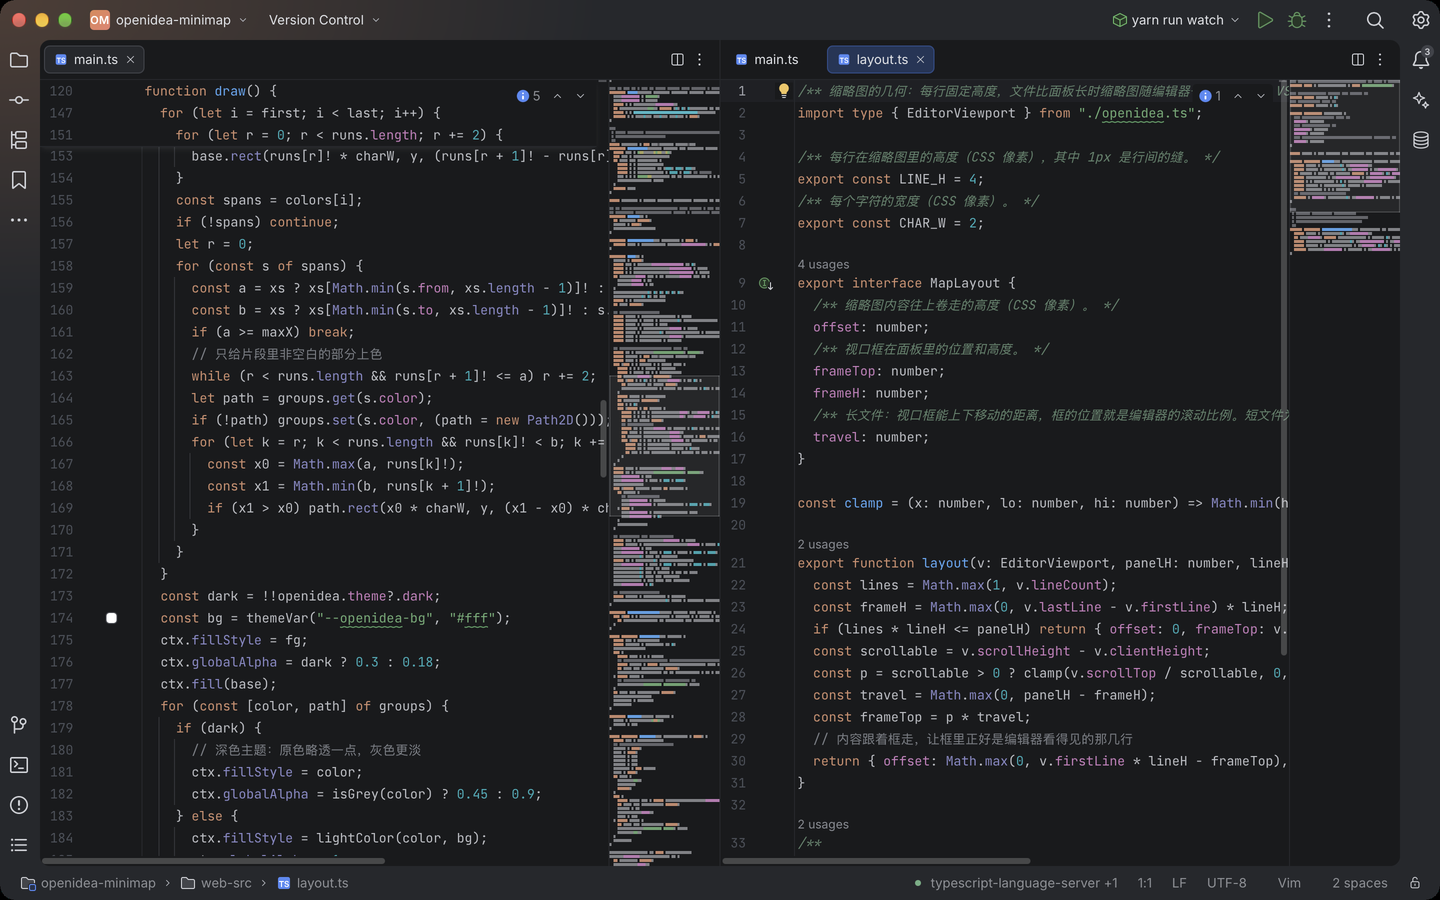 OM openidea-minimap Version Control yarn run watch
main.ts
main.ts layout.ts
3
5
1
120 function draw() {
147 for (let i = first; i < last; i++) {
151 for (let r = 0; r < runs.length; r += 2) {
153 base.rect(runs[r]! * charW, y, (runs[r + 1]! - runs[r
154 }
155 const spans = colors[i];
156 if (!spans) continue;
157 let r = 0;
158 for (const s of spans) {
159 const a = xs ? xs[Math.min(s.from, xs.length - 1)]! :
160 const b = xs ? xs[Math.min(s.to, xs.length - 1)]! : s
161 if (a >= maxX) break;
162 // 只给片段里非空白的部分上色
163 while (r < runs.length && runs[r + 1]! <= a) r += 2;
164 let path = groups.get(s.color);
165 if (!path) groups.set(s.color, (path = new Path2D()));
166 for (let k = r; k < runs.length && runs[k]! < b; k +=
167 const x0 = Math.max(a, runs[k]!);
168 const x1 = Math.min(b, runs[k + 1]!);
169 if (x1 > x0) path.rect(x0 * charW, y, (x1 - x0) * ch
170 }
171 }
172 }
173 const dark = !!openidea.theme?.dark;
174 const bg = themeVar("--openidea-bg", "#fff");
175 ctx.fillStyle = fg;
176 ctx.globalAlpha = dark ? 0.3 : 0.18;
177 ctx.fill(base);
178 for (const [color, path] of groups) {
179 if (dark) {
180 // 深色主题：原色略透一点，灰色更淡
181 ctx.fillStyle = color;
182 ctx.globalAlpha = isGrey(color) ? 0.45 : 0.9;
183 } else {
184 ctx.fillStyle = lightColor(color, bg);
1 /** 缩略图的几何：每行固定高度，文件比面板长时缩略图随编辑器 VS
2 import type { EditorViewport } from "./openidea.ts";
3
4 /** 每行在缩略图里的高度（CSS 像素），其中 1px 是行间的缝。 */
5 export const LINE_H = 4;
6 /** 每个字符的宽度（CSS 像素）。 */
7 export const CHAR_W = 2;
8
4 usages
9 export interface MapLayout {
10 /** 缩略图内容往上卷走的高度（CSS 像素）。 */
11 offset: number;
12 /** 视口框在面板里的位置和高度。 */
13 frameTop: number;
14 frameH: number;
15 /** 长文件：视口框能上下移动的距离，框的位置就是编辑器的滚动比例。短文件
16 travel: number;
17 }
18
19 const clamp = (x: number, lo: number, hi: number) => Math.min(h
20
2 usages
21 export function layout(v: EditorViewport, panelH: number, lineH
22 const lines = Math.max(1, v.lineCount);
23 const frameH = Math.max(0, v.lastLine - v.firstLine) * lineH;
24 if (lines * lineH <= panelH) return { offset: 0, frameTop: v.
25 const scrollable = v.scrollHeight - v.clientHeight;
26 const p = scrollable > 0 ? clamp(v.scrollTop / scrollable, 0,
27 const travel = Math.max(0, panelH - frameH);
28 const frameTop = p * travel;
29 // 内容跟着框走，让框里正好是编辑器看得见的那几行
30 return { offset: Math.max(0, v.firstLine * lineH - frameTop),
31 }
32
2 usages
33 /**
openidea-minimap web-src layout.ts typescript-language-server +1 1:1 LF UTF-8 Vim 2 spaces